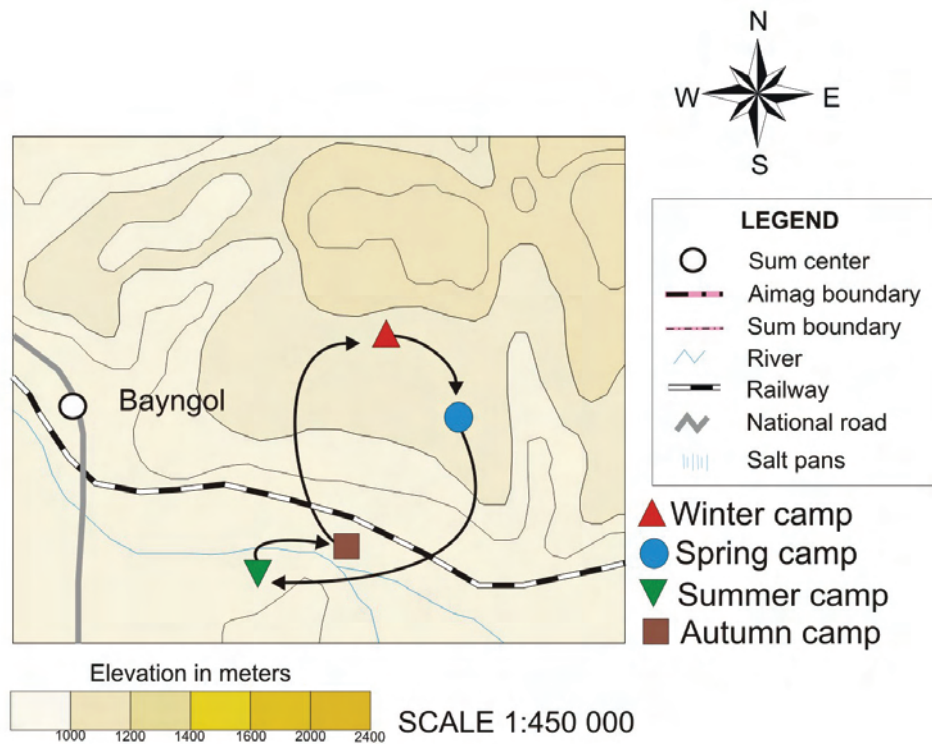 N
W E
S
LEGEND
Sum center
Aimag boundary
Sum boundary
River
Railway
National road
Salt pans
Bayngol
Winter camp
Spring camp
Summer camp
Autumn camp
Elevation in meters
1000 1200 1400 1600 2000 2400
SCALE 1:450 000